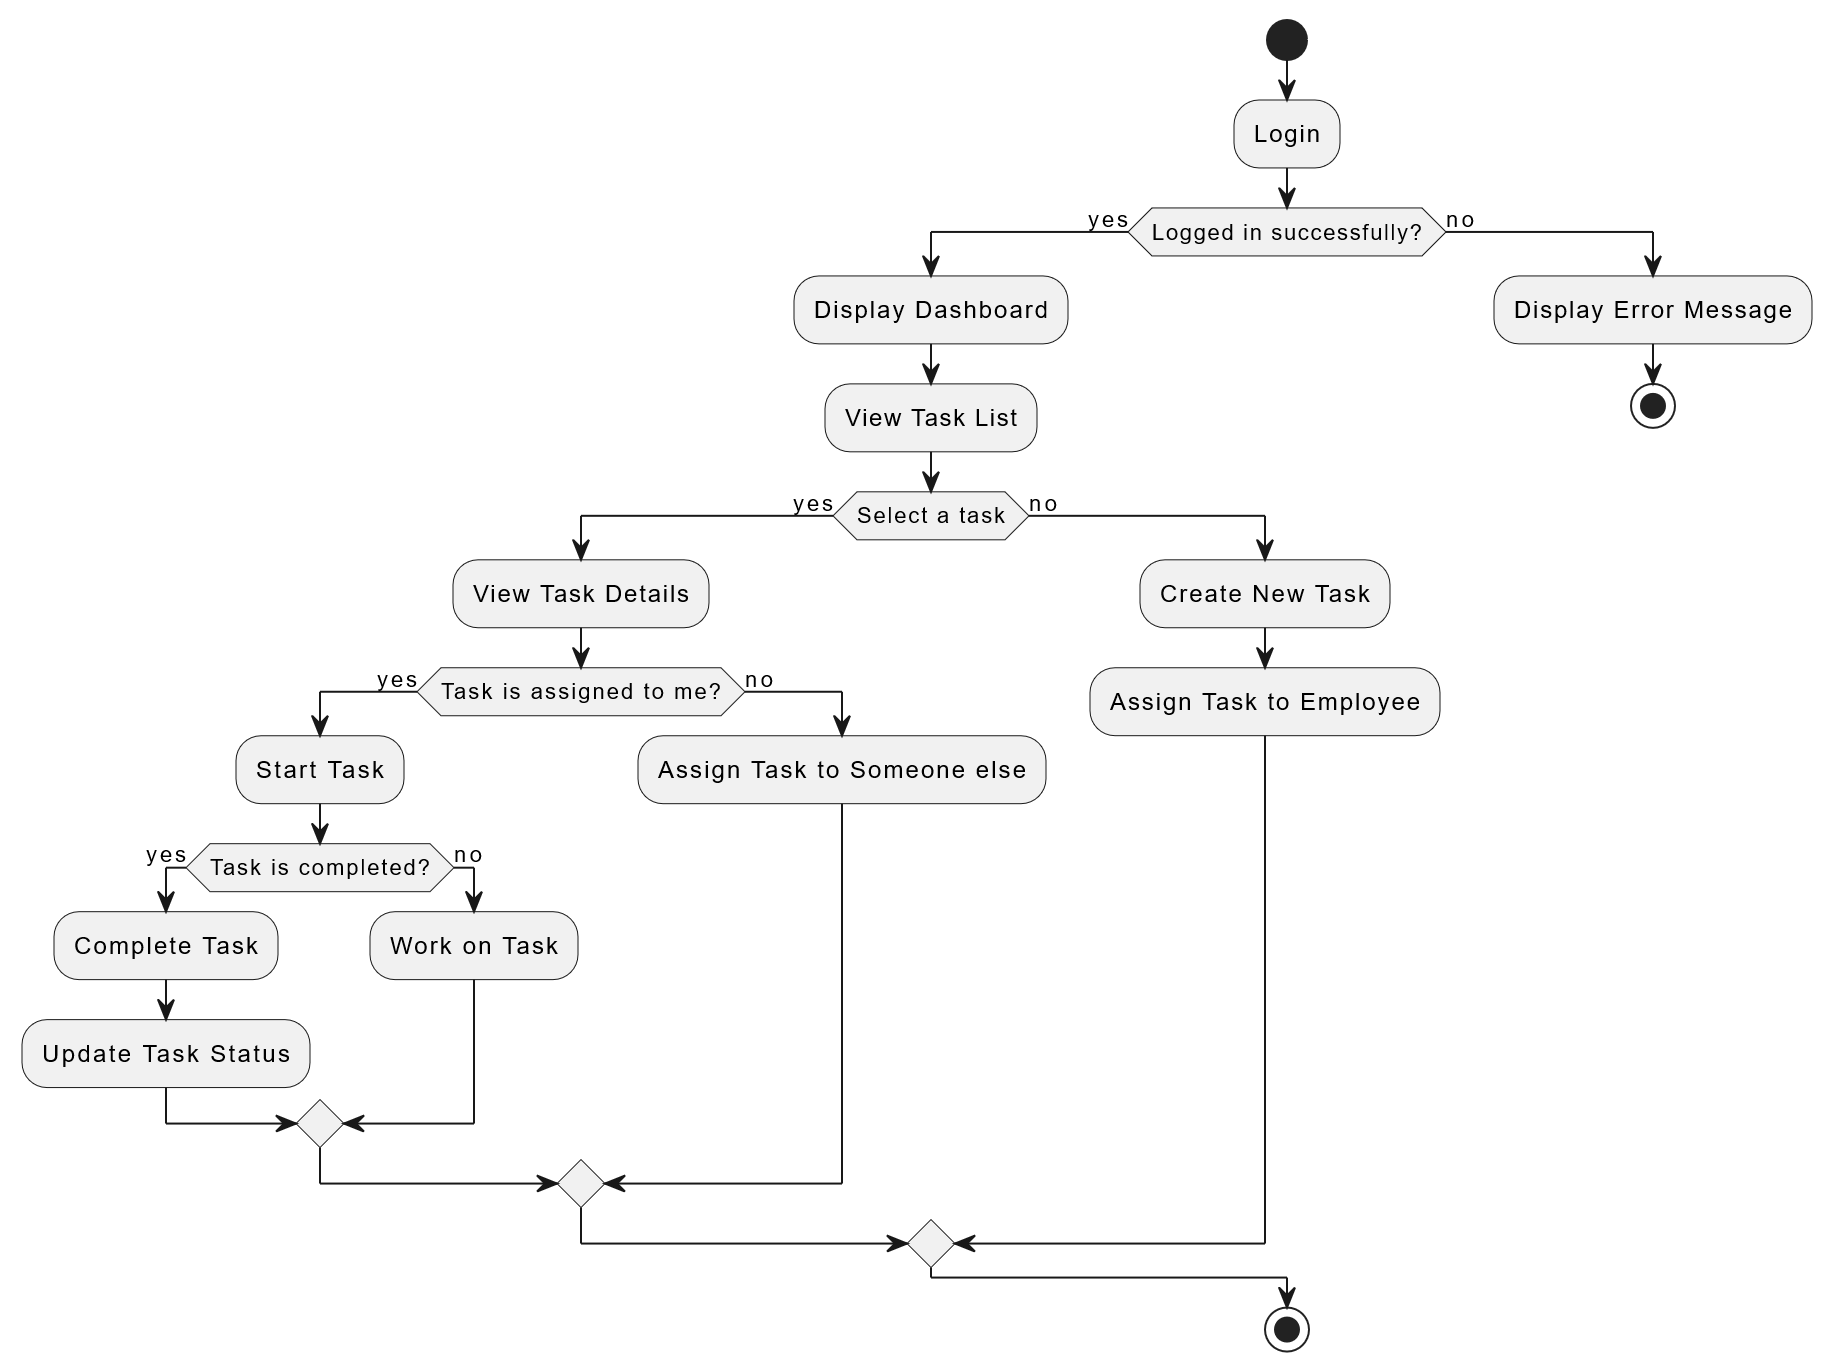 Login
yes
Logged in successfully?
no
Display Dashboard
Display Error Message
View Task List
yes
Select a task
no
View Task Details
Create New Task
yes
Task is assigned to me?
no
Assign Task to Employee
Start Task
Assign Task to Someone else
yes
Task is completed?
no
Complete Task
Work on Task
Update Task Status